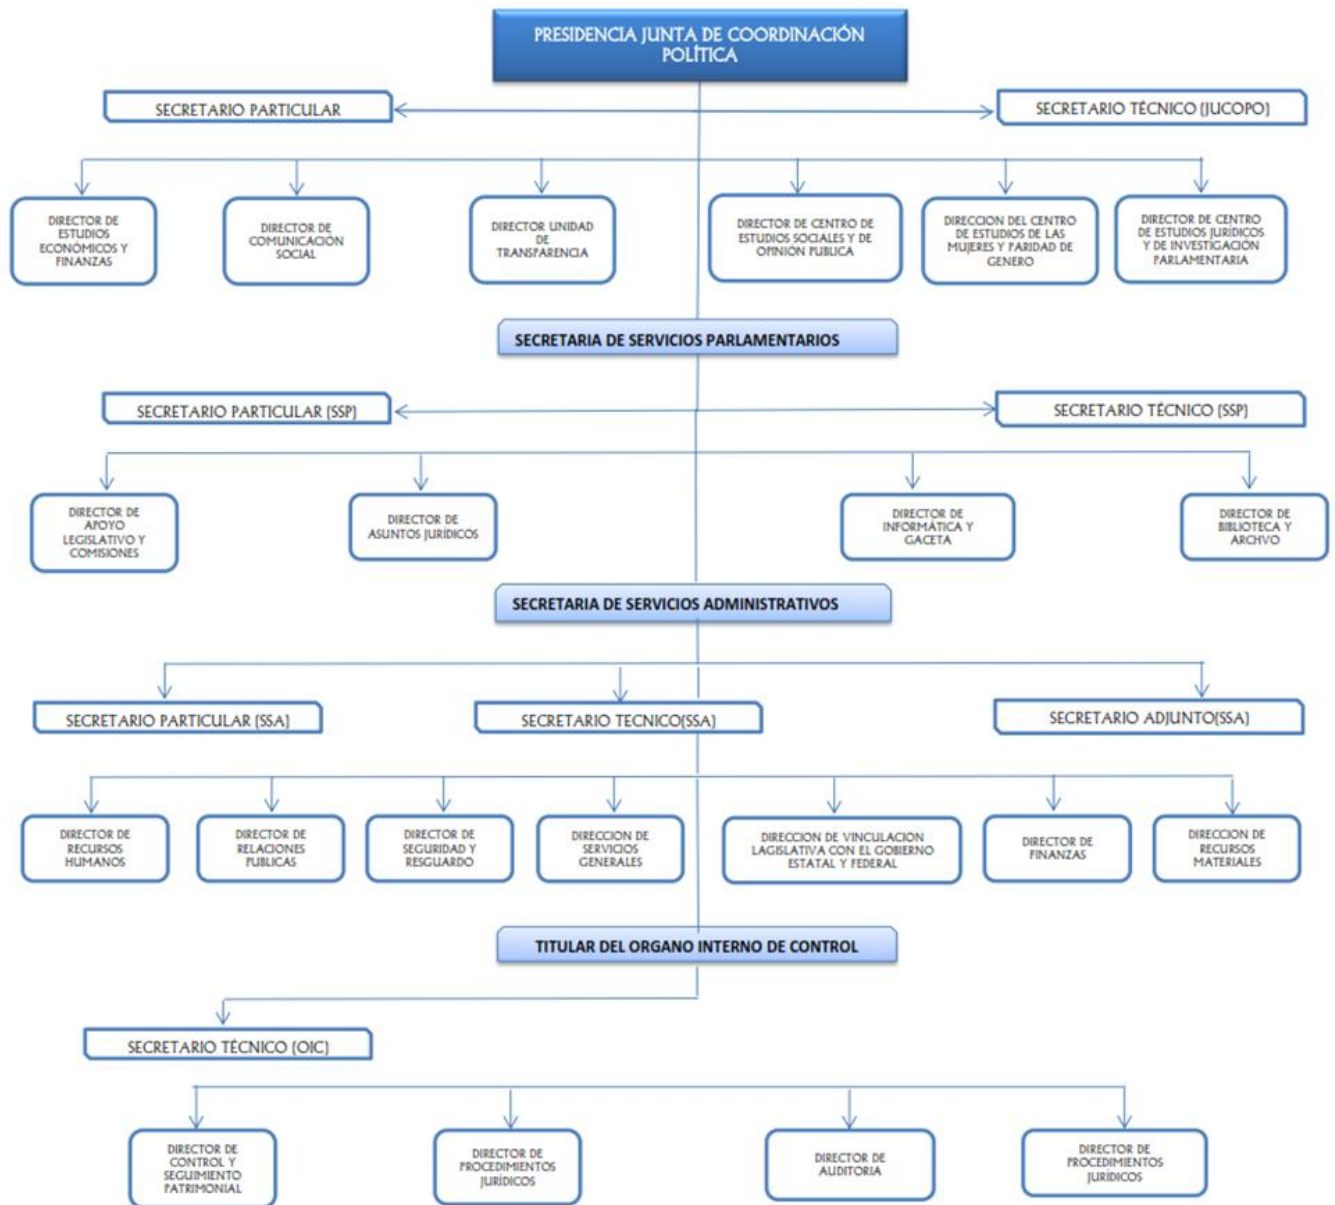 PRESIDENCIA JUNTA DE COORDINACIÓN
POLÍTICA
SECRETARIO PARTICULAR
SECRETARIO TÉCNICO (JUCOPO)
DIRECTOR DE
ESTUDIOS
ECONÓMICOS Y
FINANZAS
DIRECTOR DE
COMUNICACIÓN
SOCIAL
DIRECTOR UNIDAD
DE
TRANSPARENCIA
DIRECTOR DE CENTRO DE
ESTUDIOS SOCIALES Y DE
OPINIÓN PUBLICA
DIRECCION DEL CENTRO
DE ESTUDIOS DE LAS
MUJERES Y PARIDAD DE
GENERO
DIRECTOR DE CENTRO
DE ESTUDIOS JURÍDICOS
Y DE INVESTIGACIÓN
PARLAMENTARIA
SECRETARIA DE SERVICIOS PARLAMENTARIOS
SECRETARIO PARTICULAR (SSP)
SECRETARIO TÉCNICO (SSP)
DIRECTOR DE
APOYO
LEGISLATIVO Y
COMISIONES
DIRECTOR DE
ASUNTOS JURÍDICOS
DIRECTOR DE
INFORMÁTICA Y
GACETA
DIRECTOR DE
BIBLIOTECA Y
ARCHVO
SECRETARIA DE SERVICIOS ADMINISTRATIVOS
SECRETARIO PARTICULAR (SSA)
SECRETARIO TECNICO(SSA)
SECRETARIO ADJUNTO(SSA)
DIRECTOR DE
RECURSOS
HUMANOS
DIRECTOR DE
RELACIONES
PUBLICAS
DIRECTOR DE
SEGURIDAD Y
RESGUARDO
DIRECCION DE
SERVICIOS
GENERALES
DIRECCION DE VINCULACION
LAGISLATIVA CON EL GOBIERNO
ESTATAL Y FEDERAL
DIRECTOR DE
FINANZAS
DIRECCION DE
RECURSOS
MATERIALES
TITULAR DEL ORGANO INTERNO DE CONTROL
SECRETARIO TÉCNICO (OIC)
DIRECTOR DE
CONTROL Y
SEGUIMIENTO
PATRIMONIAL
DIRECTOR DE
PROCEDIMIENTOS
JURÍDICOS
DIRECTOR DE
AUDITORIA
DIRECTOR DE
PROCEDIMIENTOS
JURÍDICOS